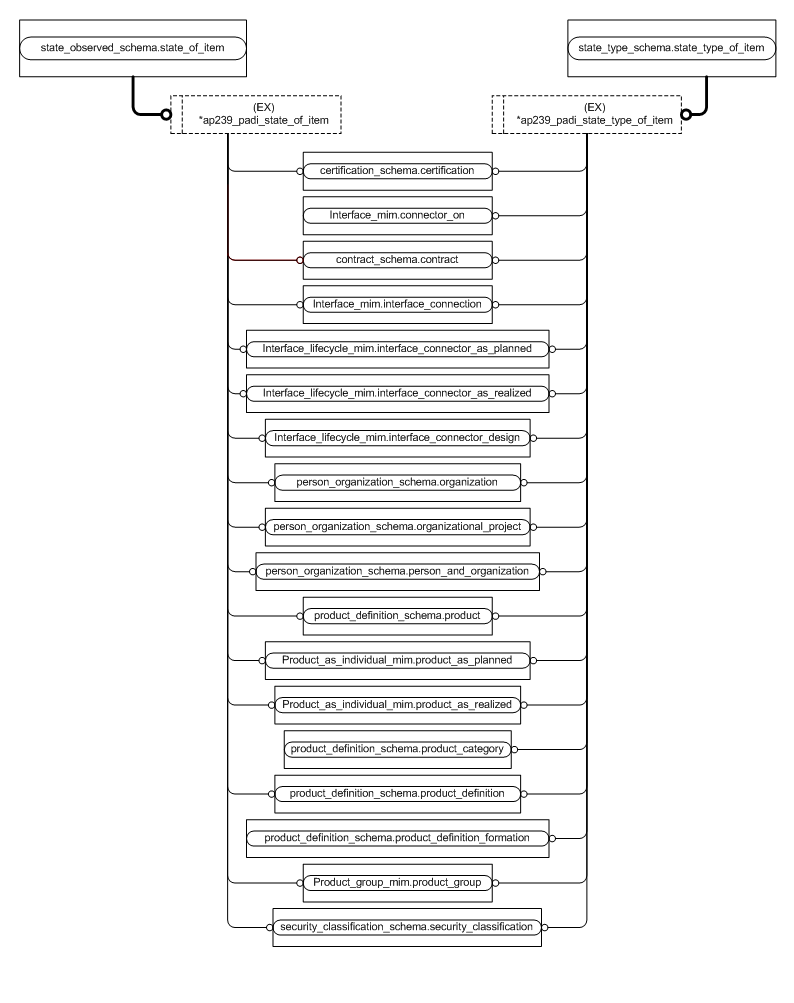 state_observed_schema.state_of_item
state_type_schema.state_type_of_item
(EX)
*ap239_padi_state_of_item
(EX)
*ap239_padi_state_type_of_item
certification_schema.certification
Interface_mim.connector_on
contract_schema.contract
Interface_mim.interface_connection
Interface_lifecycle_mim.interface_connector_as_planned
Interface_lifecycle_mim.interface_connector_as_realized
Interface_lifecycle_mim.interface_connector_design
person_organization_schema.organization
person_organization_schema.organizational_project
person_organization_schema.person_and_organization
product_definition_schema.product
Product_as_individual_mim.product_as_planned
Product_as_individual_mim.product_as_realized
product_definition_schema.product_category
product_definition_schema.product_definition
product_definition_schema.product_definition_formation
Product_group_mim.product_group
security_classification_schema.security_classification